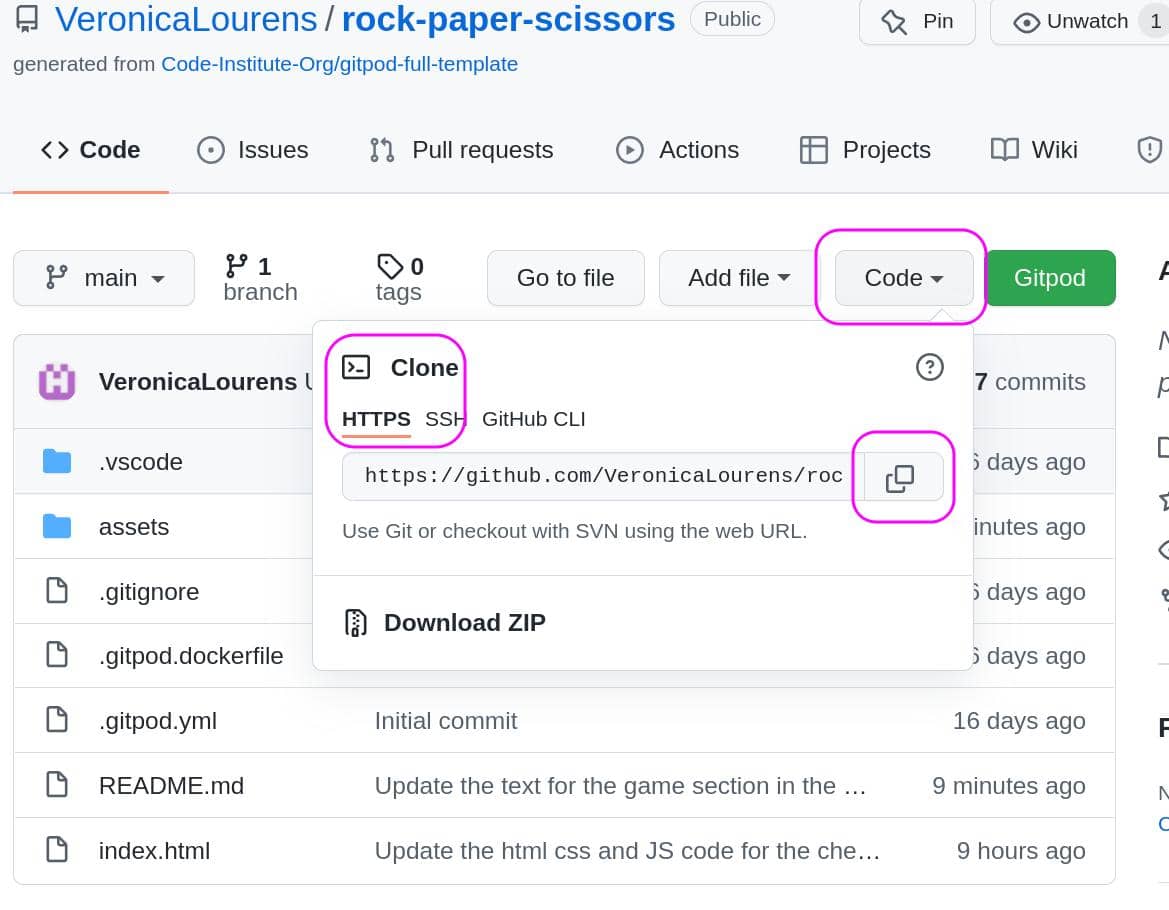 VeronicaLourens / rock-paper-scissors Public Pin Unwatch 1
generated from Code-Institute-Org/gitpod-full-template
Code Issues Pull requests Actions Projects Wiki
main 1 branch 0 tags Go to file Add file Code Gitpod
VeronicaLourens U 7 commits
Clone
HTTPS SSH GitHub CLI
.vscode 6 days ago
https://github.com/VeronicaLourens/roc
assets inutes ago
Use Git or checkout with SVN using the web URL.
.gitignore 6 days ago
Download ZIP
.gitpod.dockerfile 6 days ago
.gitpod.yml Initial commit 16 days ago
README.md Update the text for the game section in the … 9 minutes ago
index.html Update the html css and JS code for the che… 9 hours ago